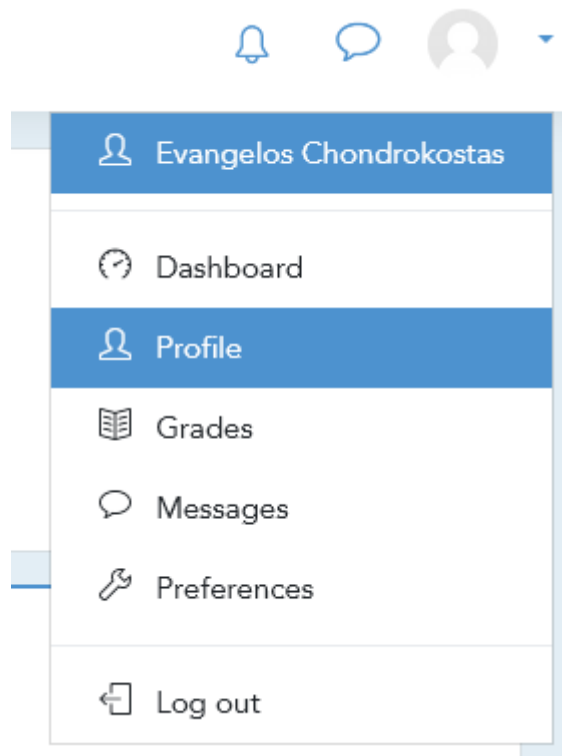 Evangelos Chondrokostas
Dashboard
Profile
Grades
Messages
Preferences
Log out